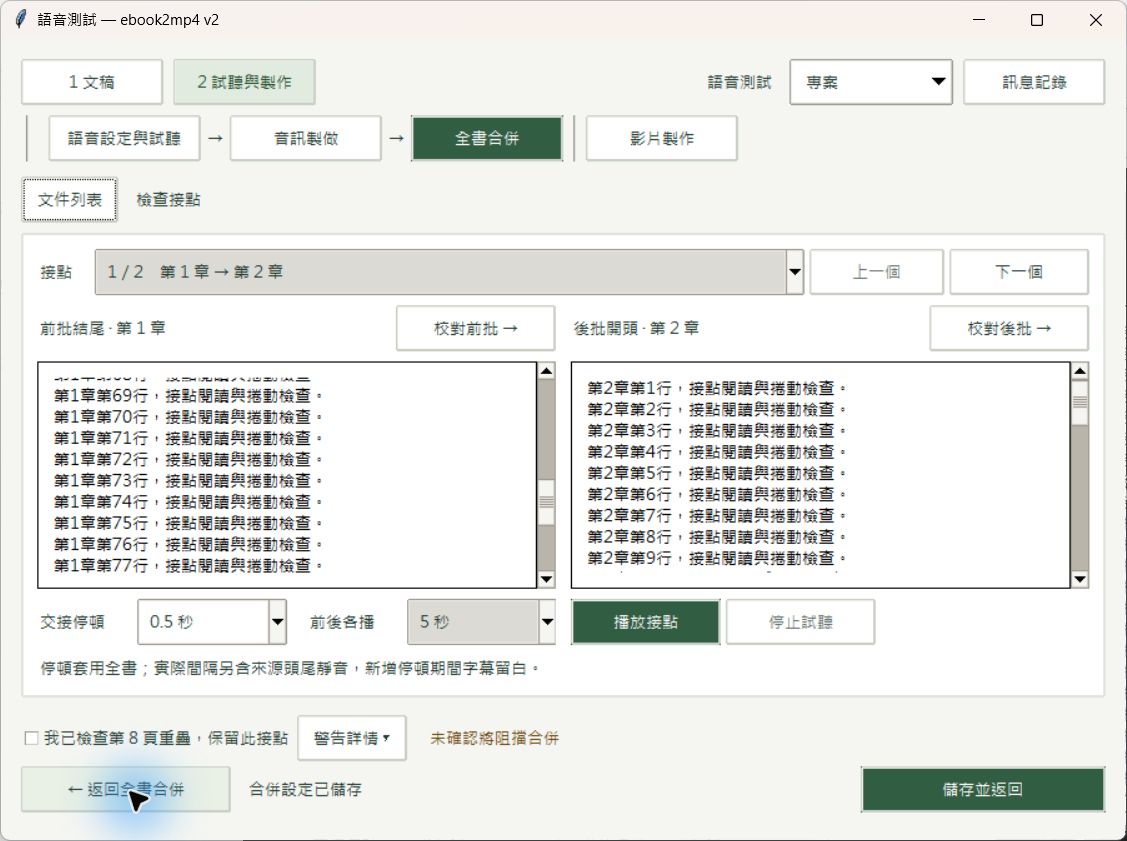 語音測試 — ebook2mp4 v2
1 文稿 2 試聽與製作 語音測試 專案 訊息記錄
語音設定與試聽 → 音訊製做 → 全書合併 影片製作
文件列表 檢查接點
接點 1 / 2 第 1 章 → 第 2 章 上一個 下一個
前批結尾 · 第 1 章 校對前批 → 後批開頭 · 第 2 章 校對後批 →
第1章第69行，接點閱讀與捲動檢查。
第1章第70行，接點閱讀與捲動檢查。
第1章第71行，接點閱讀與捲動檢查。
第1章第72行，接點閱讀與捲動檢查。
第1章第73行，接點閱讀與捲動檢查。
第1章第74行，接點閱讀與捲動檢查。
第1章第75行，接點閱讀與捲動檢查。
第1章第76行，接點閱讀與捲動檢查。
第1章第77行，接點閱讀與捲動檢查。
第2章第1行，接點閱讀與捲動檢查。
第2章第2行，接點閱讀與捲動檢查。
第2章第3行，接點閱讀與捲動檢查。
第2章第4行，接點閱讀與捲動檢查。
第2章第5行，接點閱讀與捲動檢查。
第2章第6行，接點閱讀與捲動檢查。
第2章第7行，接點閱讀與捲動檢查。
第2章第8行，接點閱讀與捲動檢查。
第2章第9行，接點閱讀與捲動檢查。
交接停頓 0.5 秒 前後各播 5 秒 播放接點 停止試聽
停頓套用全書；實際間隔另含來源頭尾靜音，新增停頓期間字幕留白。
我已檢查第 8 頁重疊，保留此接點 警告詳情 ▾ 未確認將阻擋合併
← 返回全書合併 合併設定已儲存 儲存並返回